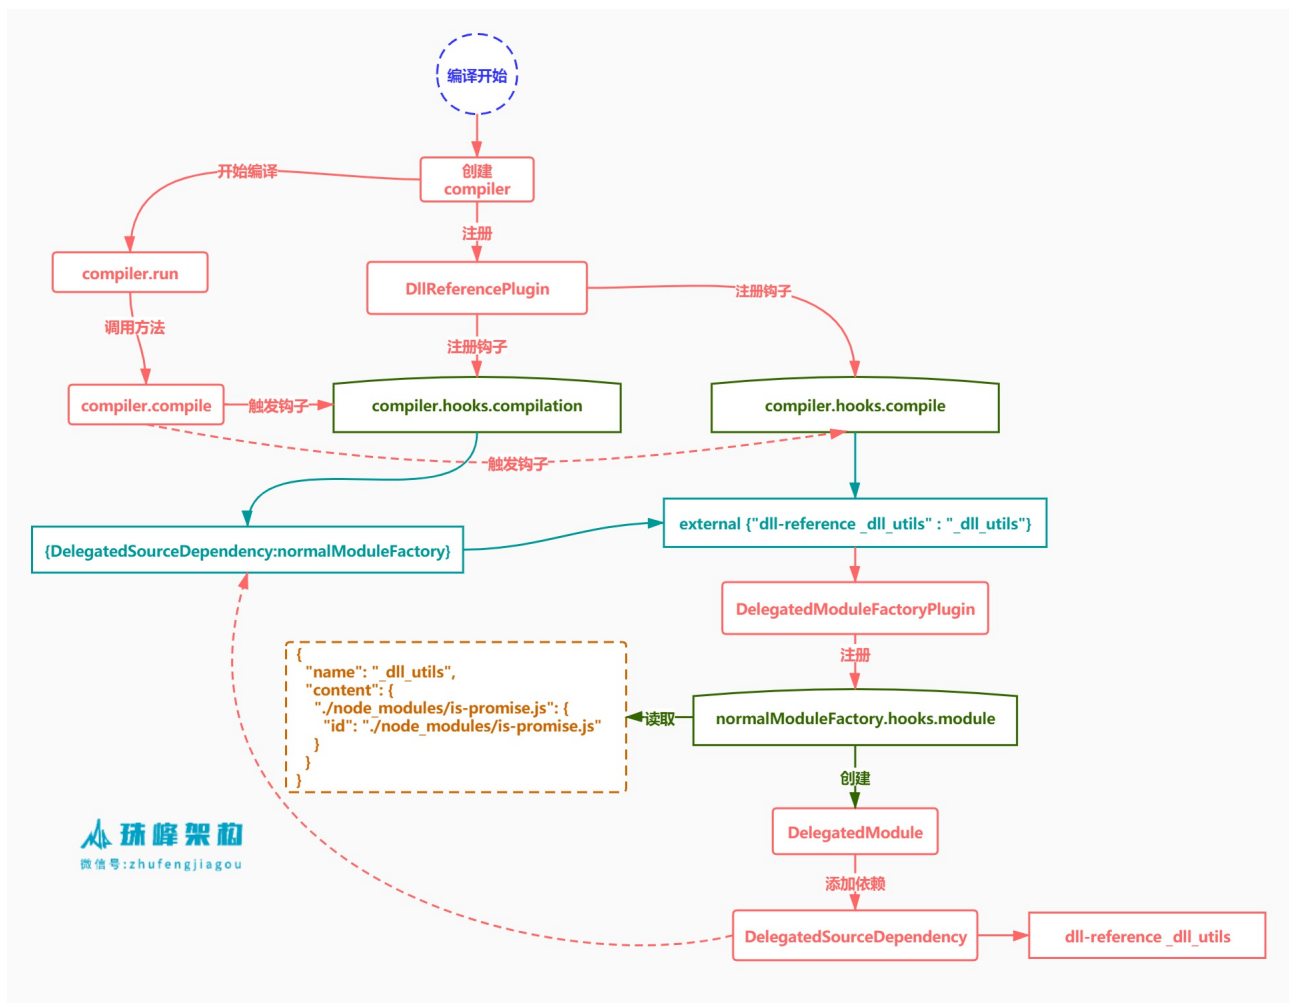 编译开始
创建
compiler
开始编译
注册
compiler.run
DllReferencePlugin
注册钩子
调用方法
注册钩子
compiler.compile
触发钩子
compiler.hooks.compilation
compiler.hooks.compile
触发钩子
{DelegatedSourceDependency:normalModuleFactory}
external {"dll-reference _dll_utils" : "_dll_utils"}
DelegatedModuleFactoryPlugin
注册
{
"name": "_dll_utils",
"content": {
"./node_modules/is-promise.js": {
"id": "./node_modules/is-promise.js"
}
}
}
读取
normalModuleFactory.hooks.module
创建
DelegatedModule
添加依赖
DelegatedSourceDependency
dll-reference _dll_utils
珠峰架构
微信号:zhufengjiagou